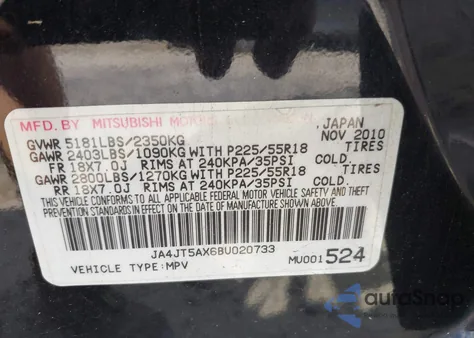 MFD. BY MITSUBISHI MOTORS JAPAN
GVWR 5181LBS/2350KG NOV 2010
GAWR 2403LBS/1090KG WITH P225/55R18 TIRES
FR 18X7.0J RIMS AT 240KPA/35PSI COLD.
GAWR 2800LBS/1270KG WITH P225/55R18 TIRES
RR 18X7.0J RIMS AT 240KPA/35PSI COLD.
THIS VEHICLE CONFORMS TO ALL APPLICABLE FEDERAL MOTOR VEHICLE SAFETY AND
THEFT PREVENTION STANDARDS IN EFFECT ON THE DATE OF MANUFACTURE SHOWN ABOVE.
JA4JT5AX6BU020733
VEHICLE TYPE:MPV MU001524
autoSnap